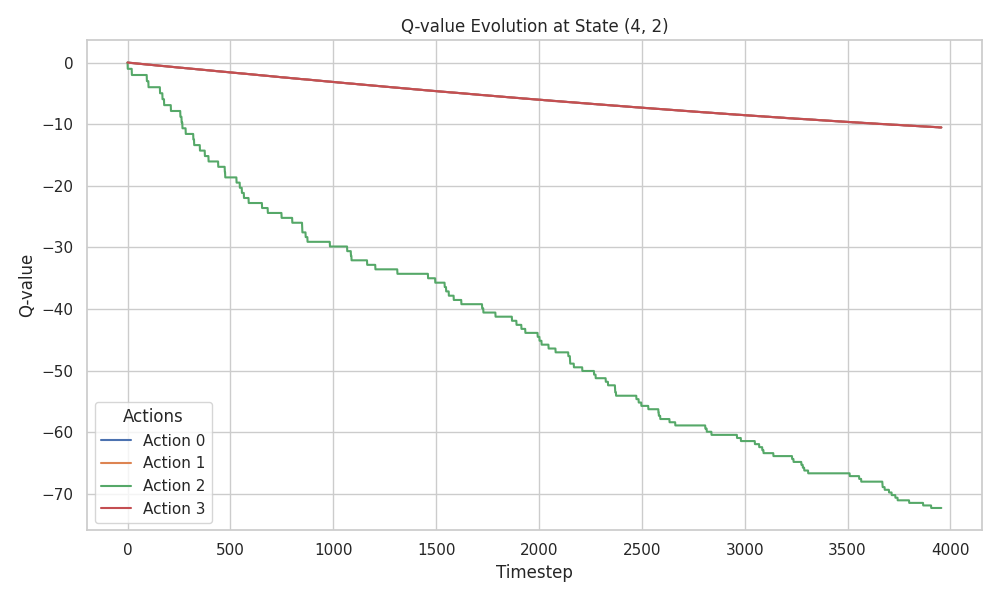 Q-value Evolution at State (4, 2)
Q-value
0
−10
−20
−30
−40
−50
−60
−70
Actions
Action 0
Action 1
Action 2
Action 3
0 500 1000 1500 2000 2500 3000 3500 4000
Timestep